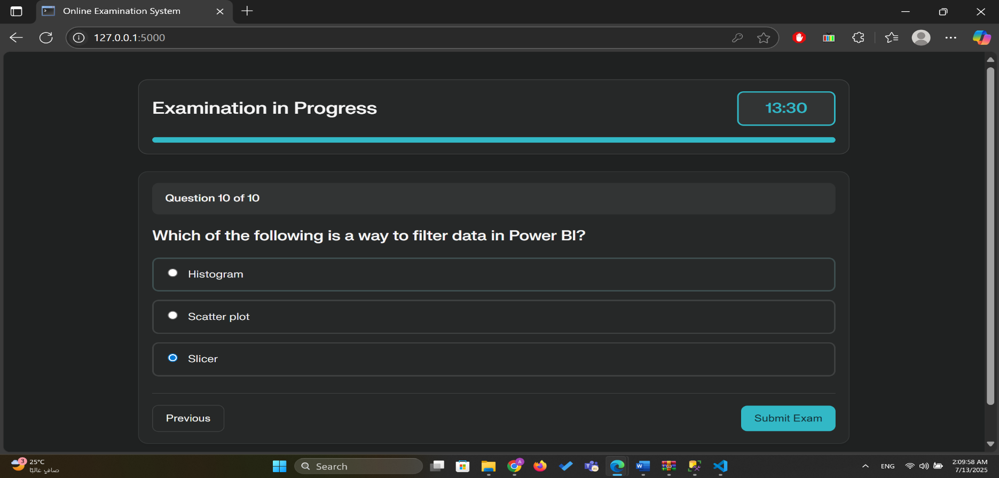 Online Examination System
127.0.0.1:5000
Examination in Progress
13:30
Question 10 of 10
Which of the following is a way to filter data in Power BI?
Histogram
Scatter plot
Slicer
Previous
Submit Exam
3
25°C
صافٍ غالبًا
Search
A
ENG
2:09:58 AM
7/13/2025